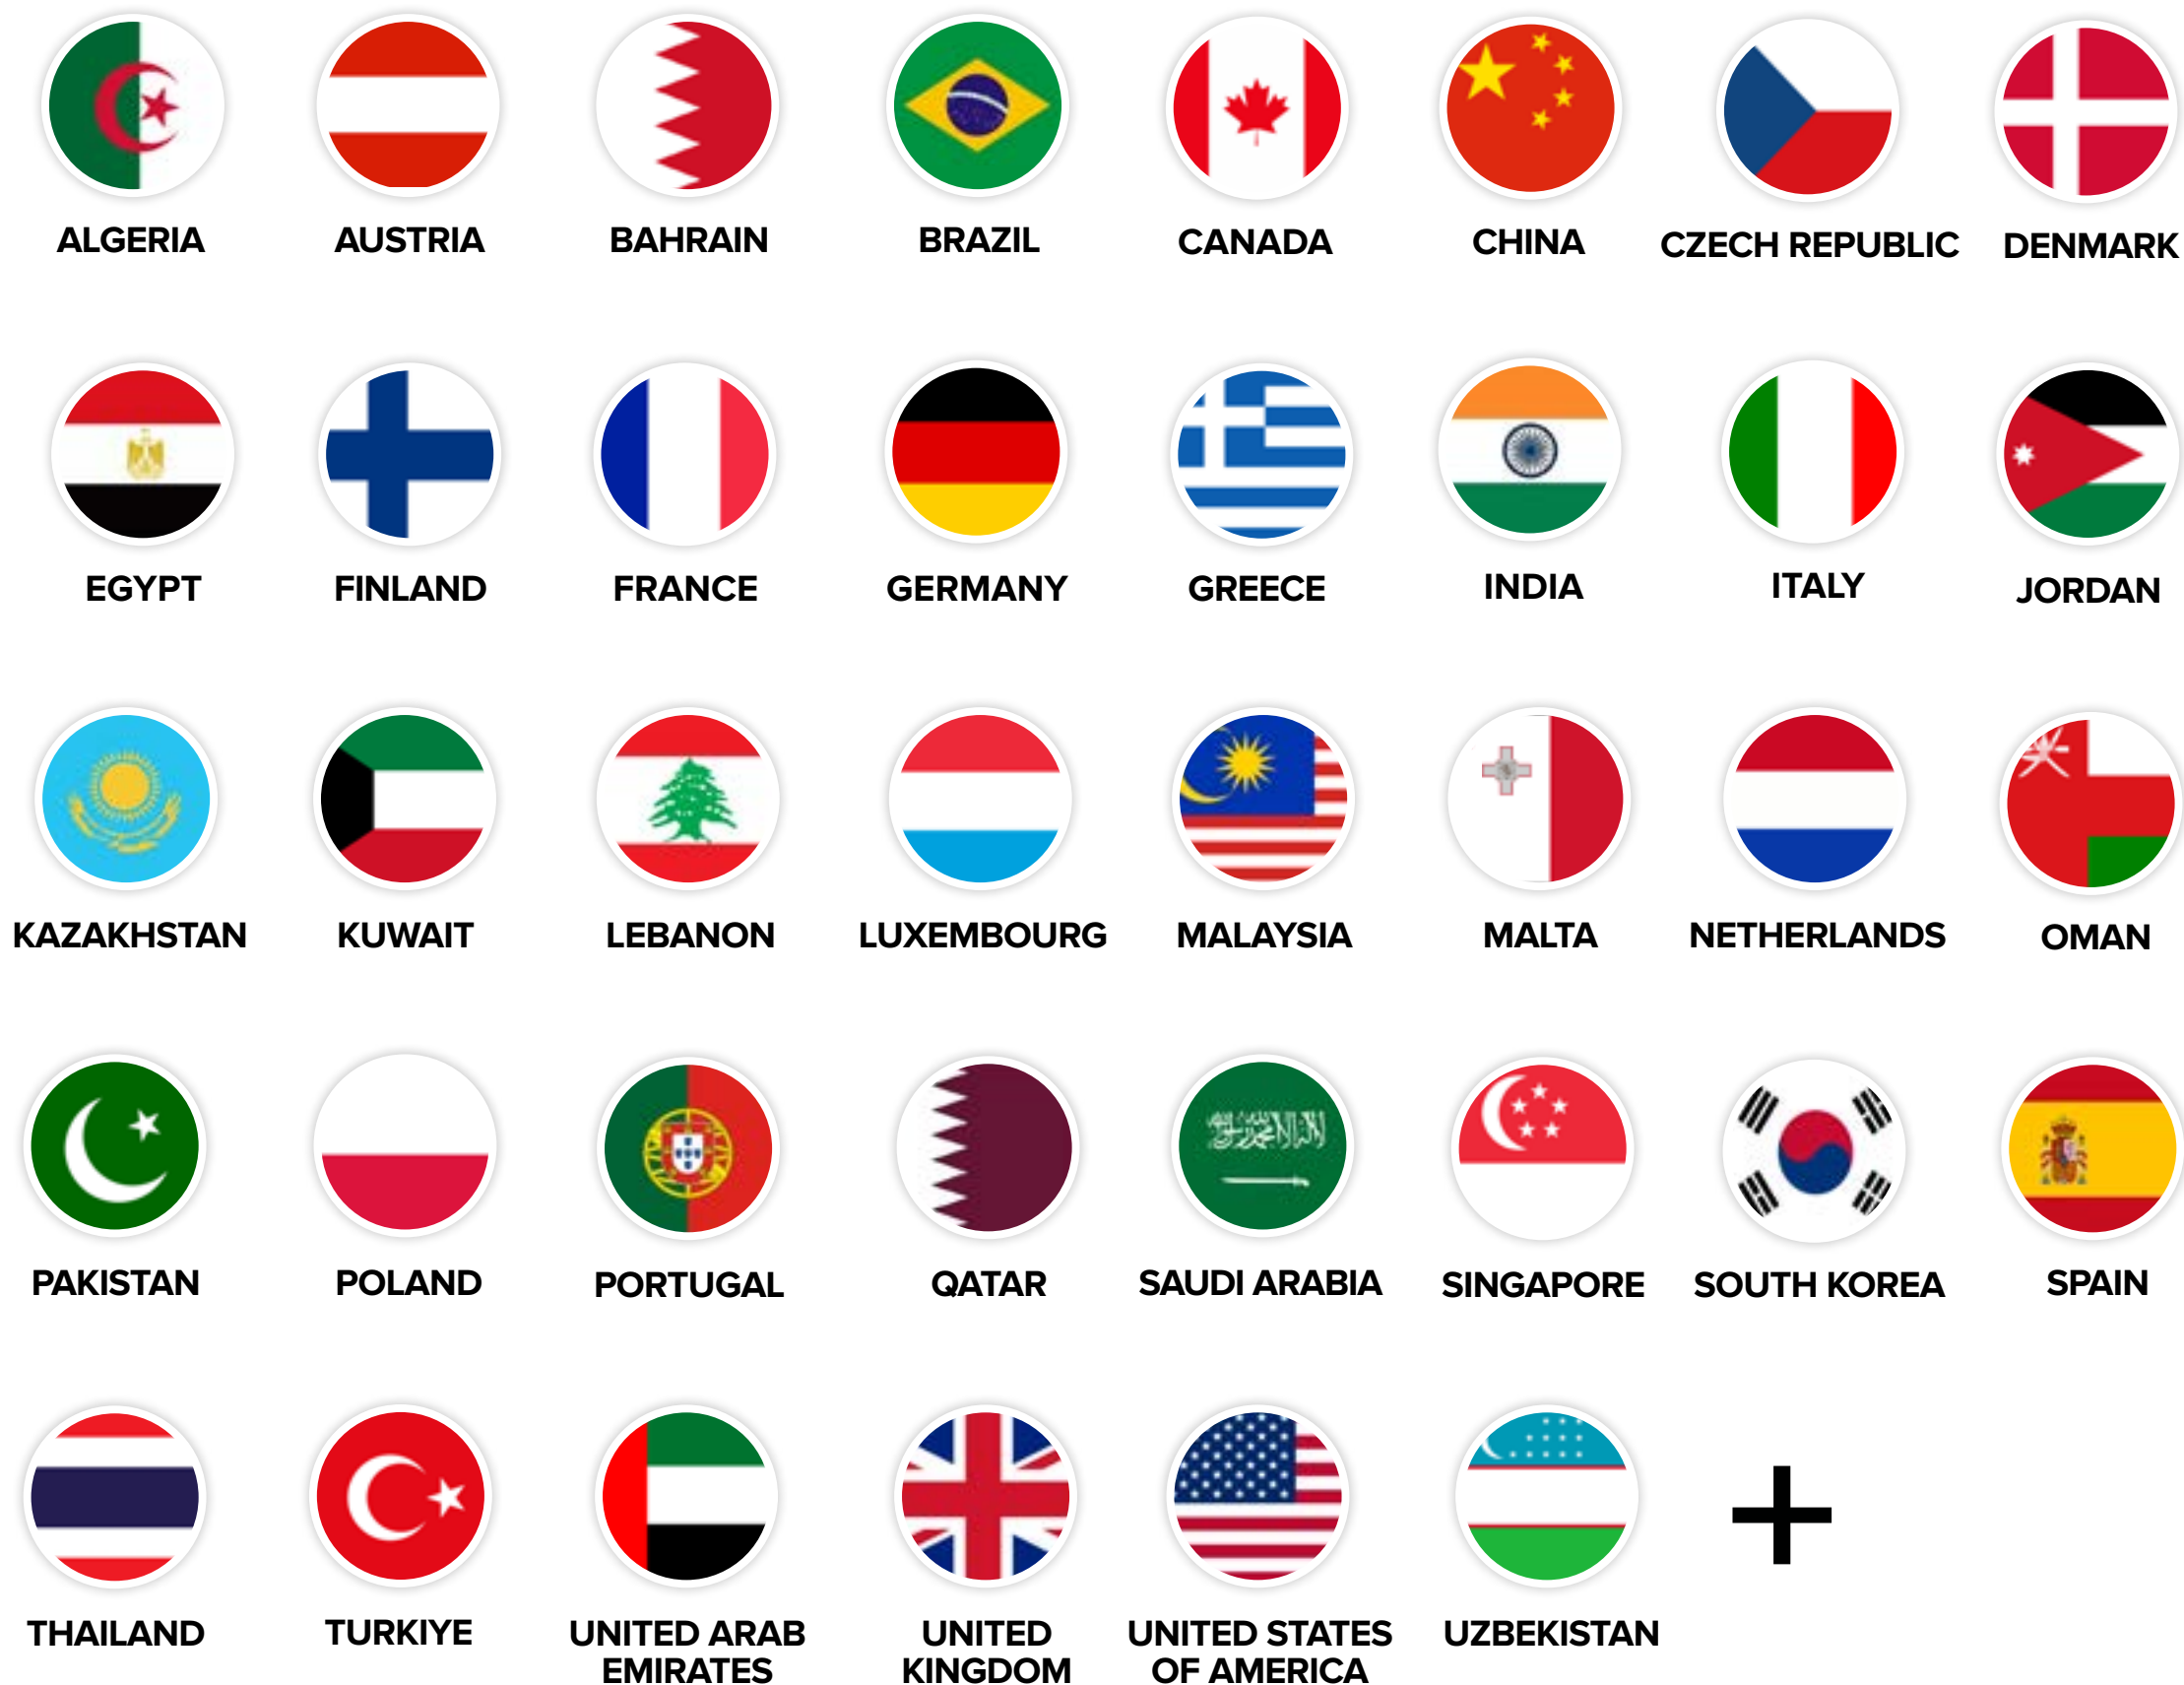 ALGERIA
AUSTRIA
BAHRAIN
BRAZIL
CANADA
CHINA
CZECH REPUBLIC
DENMARK
EGYPT
FINLAND
FRANCE
GERMANY
GREECE
INDIA
ITALY
JORDAN
KAZAKHSTAN
KUWAIT
LEBANON
LUXEMBOURG
MALAYSIA
MALTA
NETHERLANDS
OMAN
PAKISTAN
POLAND
PORTUGAL
QATAR
SAUDI ARABIA
SINGAPORE
SOUTH KOREA
SPAIN
THAILAND
TURKIYE
UNITED ARAB
EMIRATES
UNITED
KINGDOM
UNITED STATES
OF AMERICA
UZBEKISTAN
+